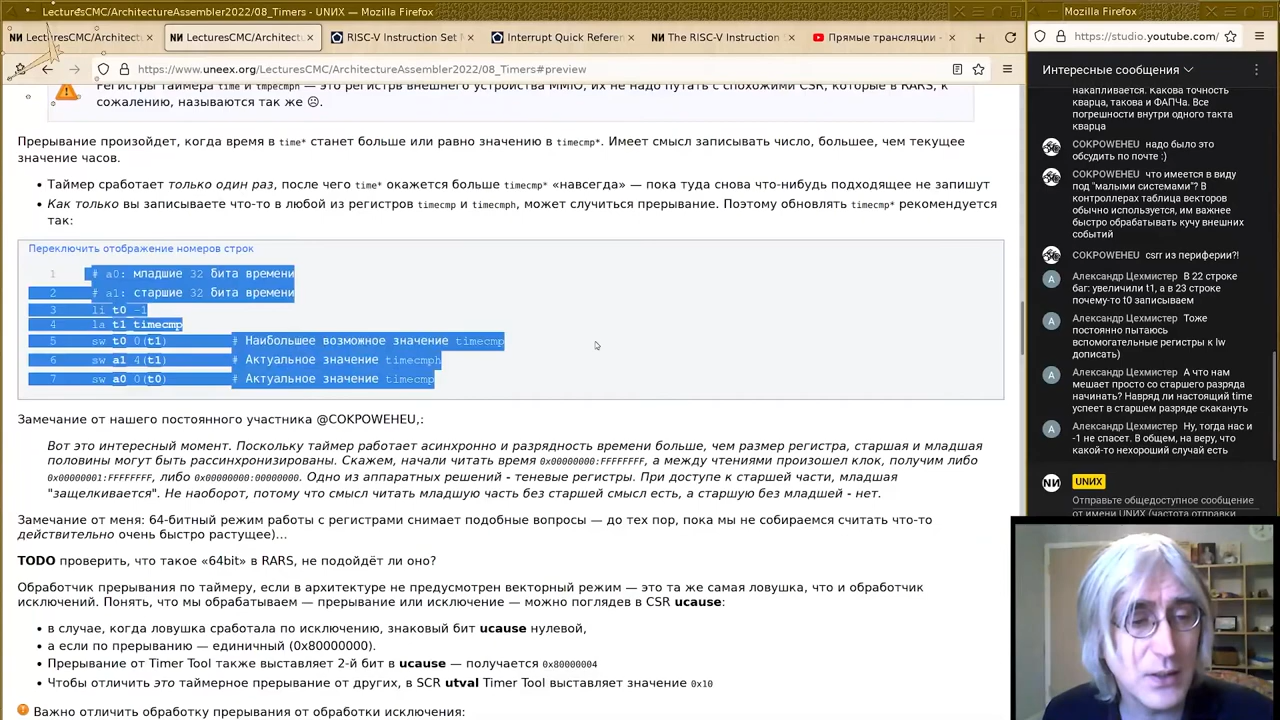 LecturesCMC/ArchitectureAssembler2022/08_Timers - UNИX — Mozilla Firefox
Mozilla Firefox
LecturesCMC/Architect
LecturesCMC/Architectu
RISC-V Instruction Set M
Interrupt Quick Referen
The RISC-V Instruction
Прямые трансляции -
https://www.uneex.org/LecturesCMC/ArchitectureAssembler2022/08_Timers#preview
https://studio.youtube.com/
Регистры таймера time и timecmp — это регистрв внешнего устройства MMIO, их не надо путать с спохожими CSR, которые в RARS, к
сожалению, называются так же ☹.
Прерывание произойдет, когда время в time* станет больше или равно значению в timecmp*. Имеет смысл записывать число, большее, чем текущее
значение часов.
• Таймер сработает только один раз, после чего time* окажется больше timecmp* «навсегда» — пока туда снова что-нибудь подходящее не запишут
• Как только вы записываете что-то в любой из регистров timecmp и timecmph, может случиться прерывание. Поэтому обновлять timecmp* рекомендуется
так:
Переключить отображение номеров строк
1 # a0: младшие 32 бита времени
2 # a1: старшие 32 бита времени
3 li t0 -1
4 la t1 timecmp
5 sw t0 0(t1) # Наибольшее возможное значение timecmp
6 sw a1 4(t1) # Актуальное значение timecmph
7 sw a0 0(t0) # Актуальное значение timecmp
Замечание от нашего постоянного участника @COKPOWEHEU,:
Вот это интересный момент. Поскольку таймер работает асинхронно и разрядность времени больше, чем размер регистра, старшая и младшая
половины могут быть рассинхронизированы. Скажем, начали читать время 0x00000000:FFFFFFFF, а между чтениями произошел клок, получим либо
0x00000001:FFFFFFFF, либо 0x00000000:00000000. Одно из аппаратных решений - теневые регистры. При доступе к старшей части, младшая
"защелкивается". Не наоборот, потому что смысл читать младшую часть без старшей смысл есть, а старшую без младшей - нет.
Замечание от меня: 64-битный режим работы с регистрами снимает подобные вопросы — до тех пор, пока мы не собираемся считать что-то
действительно очень быстро растущее)…
TODO проверить, что такое «64bit» в RARS, не подойдёт ли оно?
Обработчик прерывания по таймеру, если в архитектуре не предусмотрен векторный режим — это та же самая ловушка, что и обработчик
исключений. Понять, что мы обрабатываем — прерывание или исключение — можно поглядев в CSR ucause:
• в случае, когда ловушка сработала по исключению, знаковый бит ucause нулевой,
• а если по прерыванию — единичный (0x80000000).
• Прерывание от Timer Tool также выставляет 2-й бит в ucause — получается 0x80000004
• Чтобы отличить это таймерное прерывание от других, в SCR utval Timer Tool выставляет значение 0x10
Важно отличить обработку прерывания от обработки исключения:
Интересные сообщения
накапливается. Какова точность
кварца, такова и ФАПЧа. Все
погрешности внутри одного такта
кварца
COKPOWEHEU надо было это
обсудить по почте :)
COKPOWEHEU что имеется в виду
под "малыми системами"? В
контроллерах таблица векторов
обычно используется, им важнее
быстро обрабатывать кучу внешних
событий
COKPOWEHEU csrr из периферии?!
А Александр Цехмистер В 22 строке
баг: увеличили t1, а в 23 строке
почему-то t0 записываем
А Александр Цехмистер Тоже
постоянно пытаюсь
вспомогательные регистры к lw
дописать)
А Александр Цехмистер А что нам
мешает просто со старшего разряда
начинать? Навряд ли настоящий time
успеет в старшем разряде скакануть
А Александр Цехмистер Ну, тогда нас и
-1 не спасет. В общем, на веру, что
какой-то нехороший случай есть
NИ UNИX
Отправьте общедоступное сообщение
от имени UNИX (частота отправки